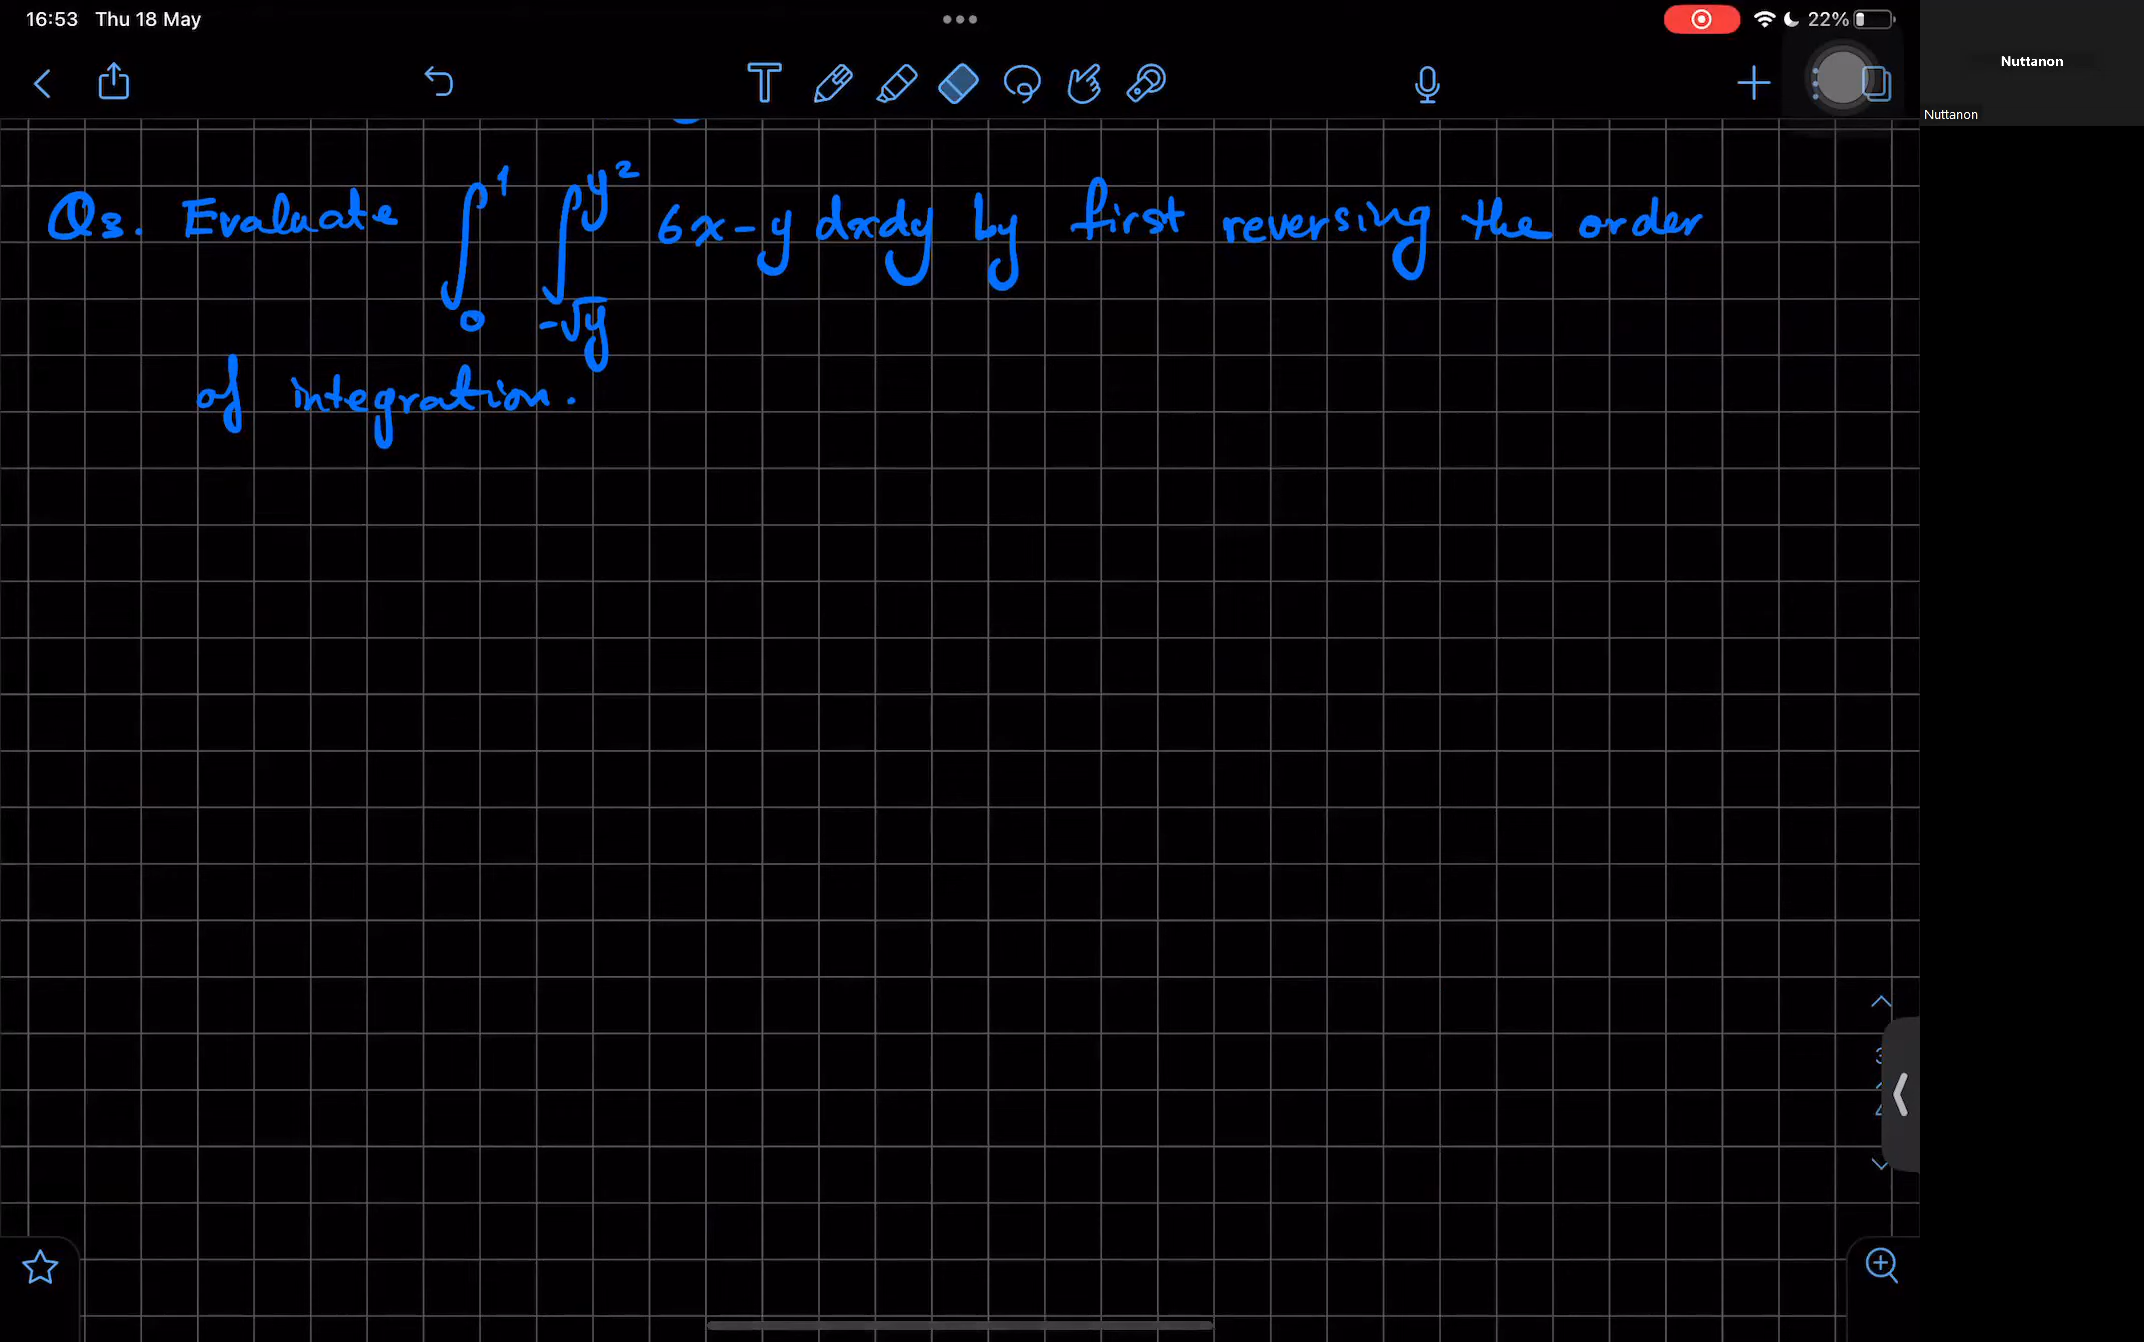 16:53 Thu 18 May
22%
Nuttanon
Nuttanon
Q3. Evaluate ∫₀¹ ∫_{-√y}^{y²} 6x-y dxdy by first reversing the order
of integration.